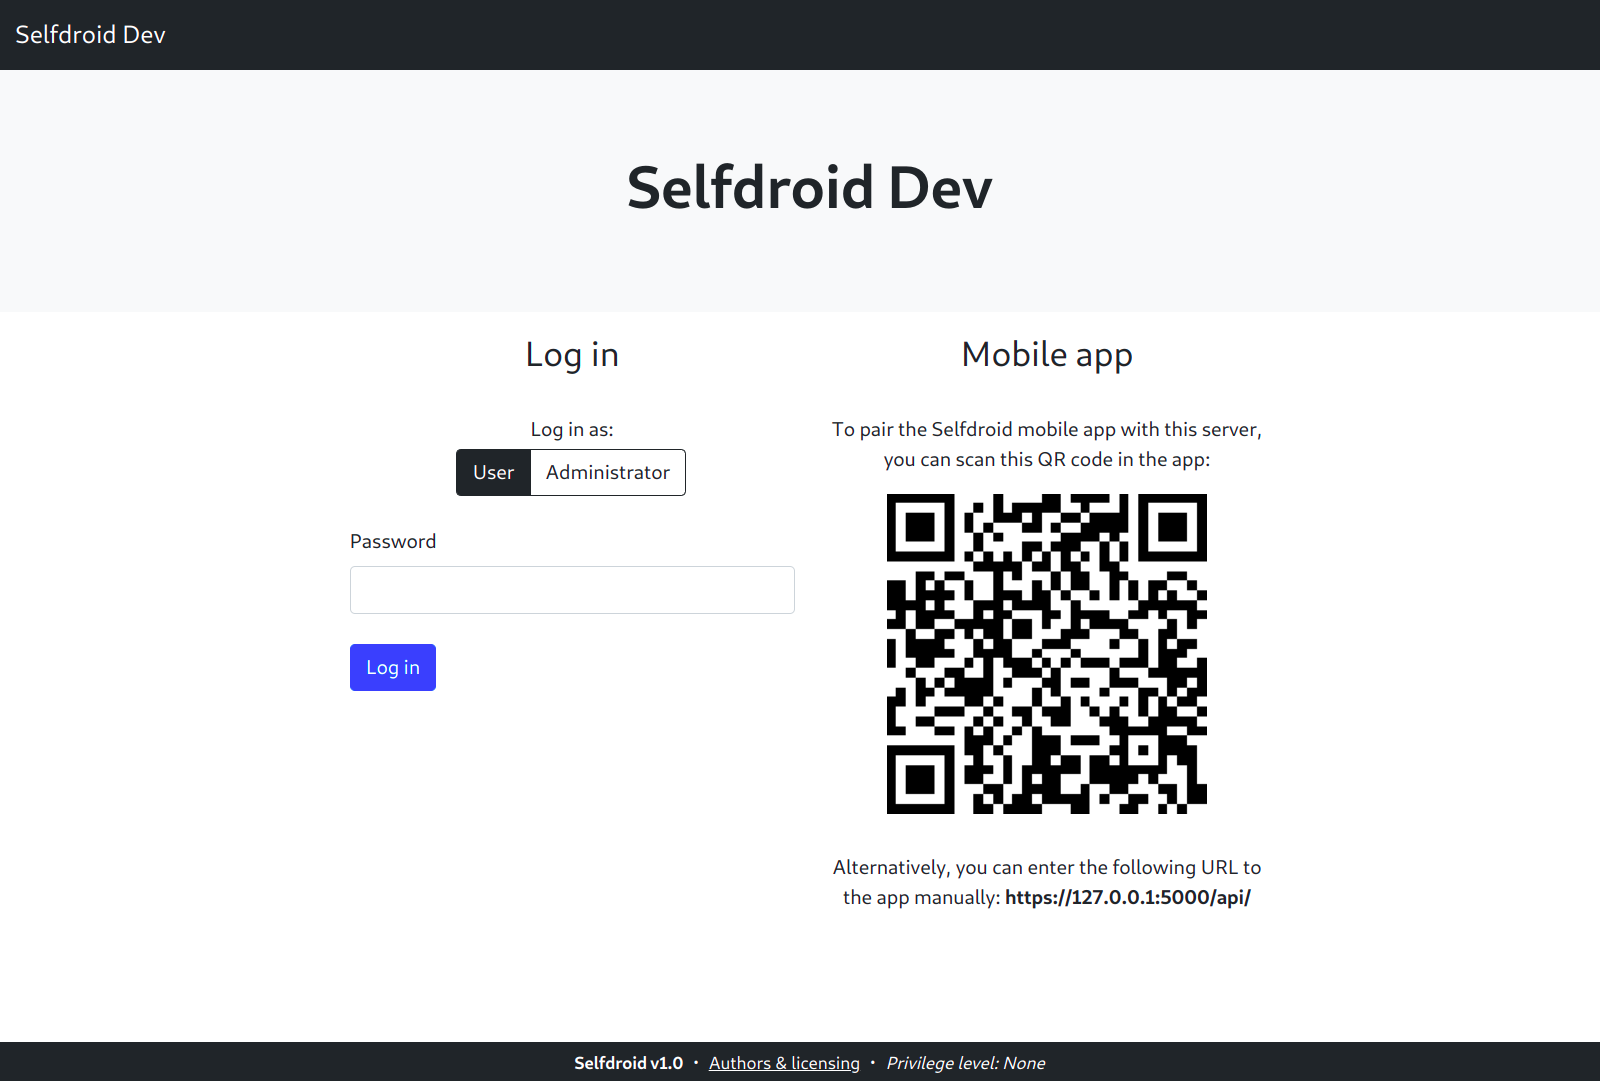 Selfdroid Dev
Selfdroid Dev
Log in
Log in as:
User
Administrator
Password
Log in
Mobile app
To pair the Selfdroid mobile app with this server,
you can scan this QR code in the app:
Alternatively, you can enter the following URL to
the app manually: https://127.0.0.1:5000/api/
Selfdroid v1.0 • Authors & licensing • Privilege level: None